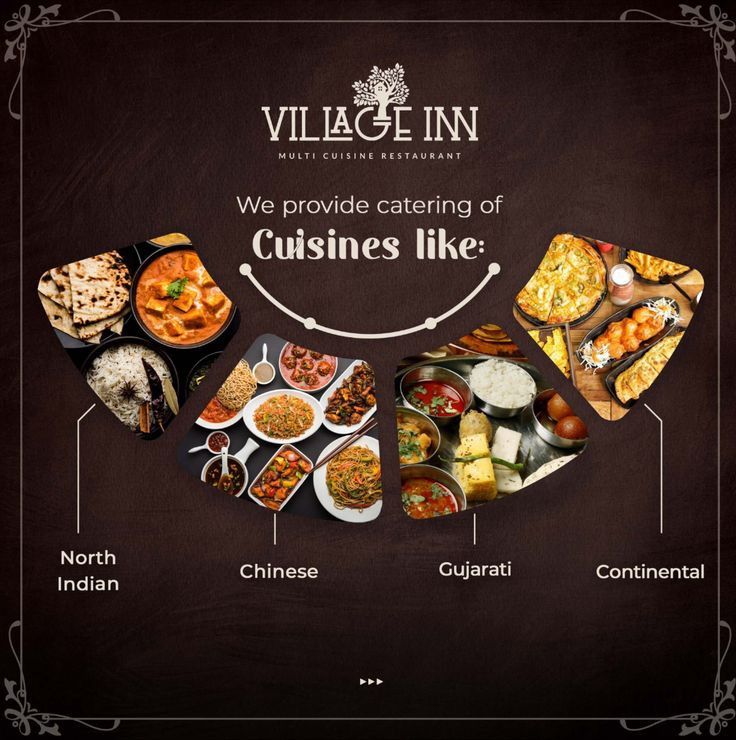 VILLAGE INN
MULTI CUISINE RESTAURANT
We provide catering of
Cuisines like:
North
Indian
Chinese
Gujarati
Continental